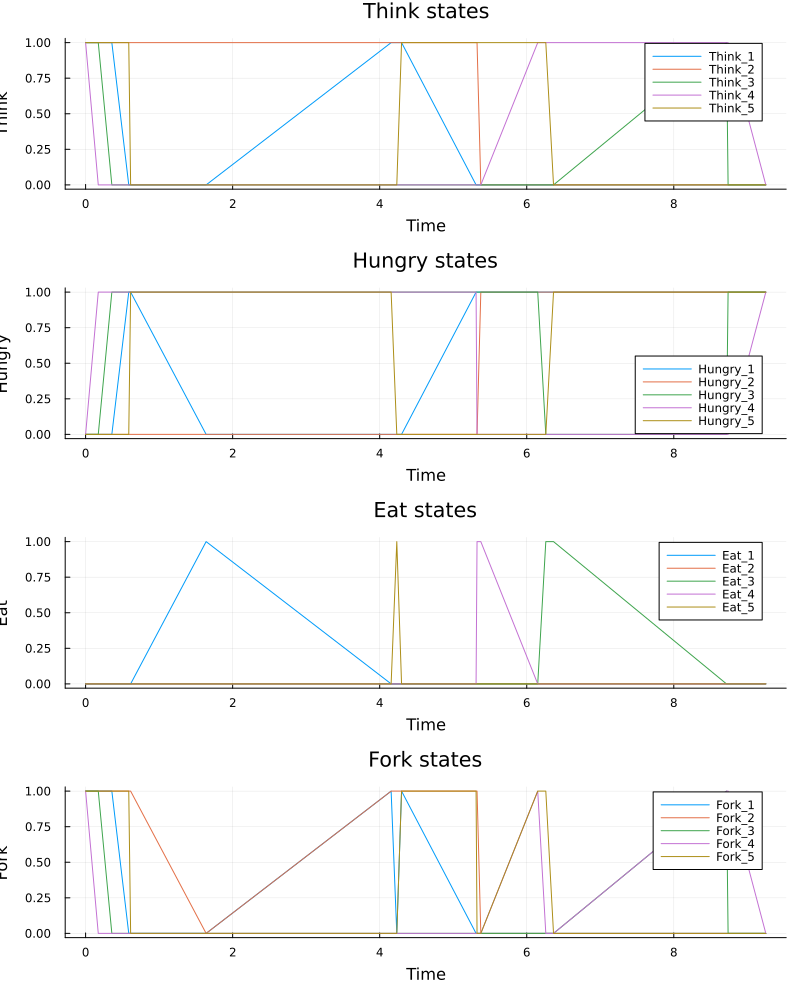 Think states
1.00
0.75
0.50
0.25
0.00
Think_1
Think_2
Think_3
Think_4
Think_5
0 2 4 6 8
Time
Hungry states
Hungry
1.00
0.75
0.50
0.25
0.00
Hungry_1
Hungry_2
Hungry_3
Hungry_4
Hungry_5
0 2 4 6 8
Time
Eat states
Eat
1.00
0.75
0.50
0.25
0.00
Eat_1
Eat_2
Eat_3
Eat_4
Eat_5
0 2 4 6 8
Time
Fork states
Fork
1.00
0.75
0.50
0.25
0.00
Fork_1
Fork_2
Fork_3
Fork_4
Fork_5
0 2 4 6 8
Time